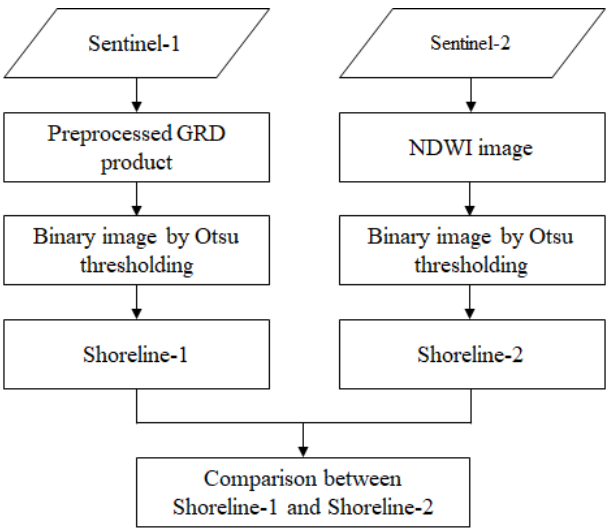 Sentinel-1
Preprocessed GRD
product
Binary image by Otsu
thresholding
Shoreline-1
Sentinel-2
NDWI image
Binary image by Otsu
thresholding
Shoreline-2
Comparison between
Shoreline-1 and Shoreline-2